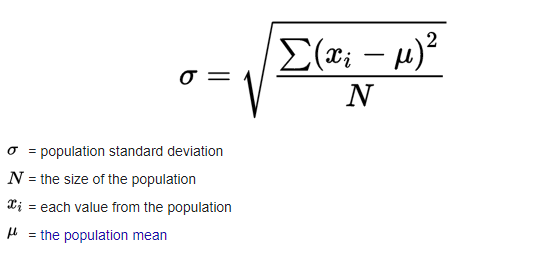 σ = √(∑(xᵢ − μ)² / N)
σ = population standard deviation
N = the size of the population
xᵢ = each value from the population
μ = the population mean